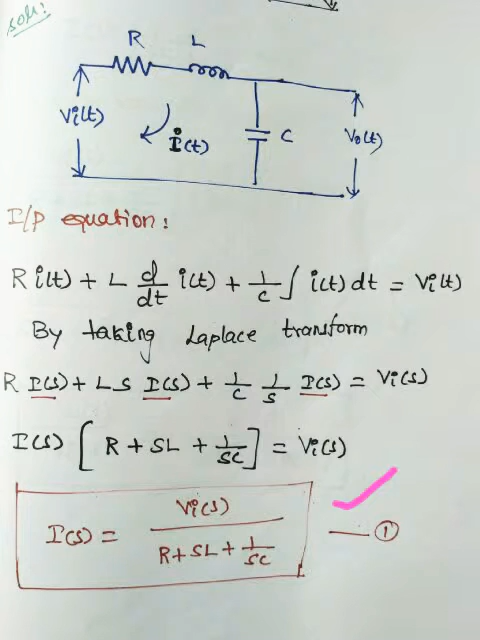 soln:
R L
Vi(t) i(t) C Vo(t)
I/p equation:
R i(t) + L d/dt i(t) + 1/C ∫ i(t) dt = Vi(t)
By taking Laplace transform
R I(s) + LS I(s) + 1/C 1/S I(s) = Vi(s)
I(s) [ R + SL + 1/SC ] = Vi(s)
I(s) = Vi(s) / R + SL + 1/SC — ①